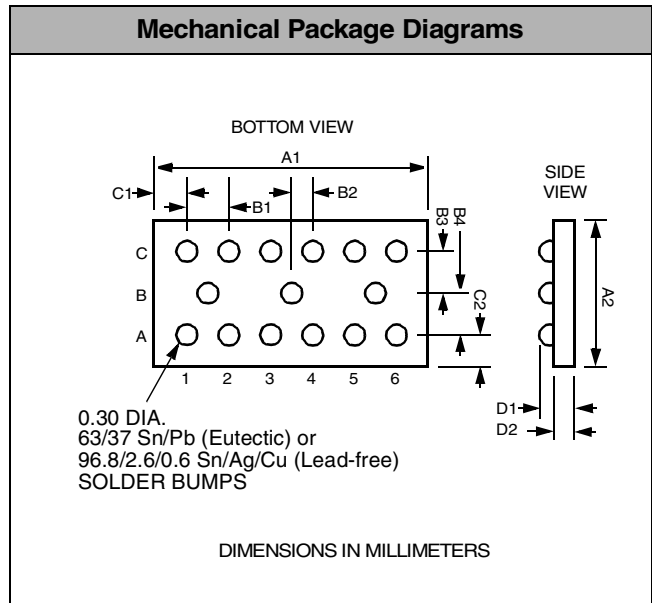 Mechanical Package Diagrams
BOTTOM VIEW
A1
SIDE
VIEW
C1
B1
B2
B3
B4
C
B
A
C2
A2
1 2 3 4 5 6
D1
D2
0.30 DIA.
63/37 Sn/Pb (Eutectic) or
96.8/2.6/0.6 Sn/Ag/Cu (Lead-free)
SOLDER BUMPS
DIMENSIONS IN MILLIMETERS